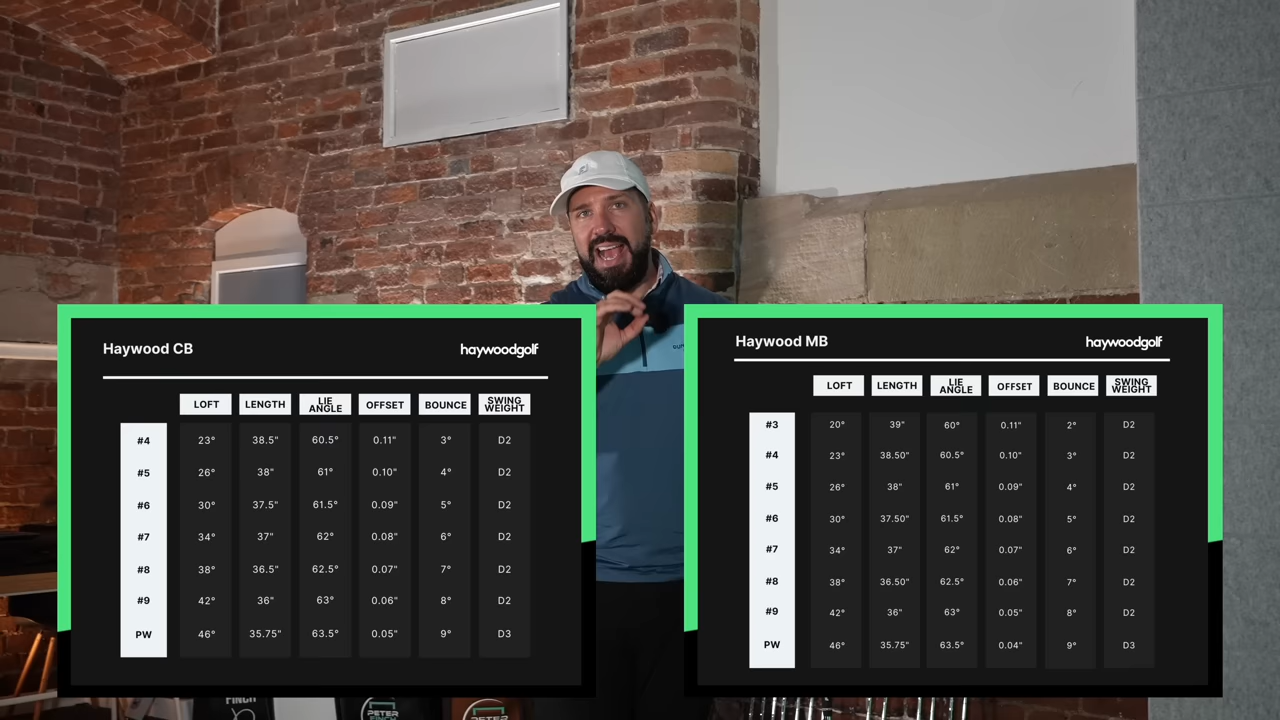 Haywood CB haywoodgolf
LOFT LENGTH LIE ANGLE OFFSET BOUNCE SWING WEIGHT
#4 23° 38.5" 60.5° 0.11" 3° D2
#5 26° 38" 61° 0.10" 4° D2
#6 30° 37.5" 61.5° 0.09" 5° D2
#7 34° 37" 62° 0.08" 6° D2
#8 38° 36.5" 62.5° 0.07" 7° D2
#9 42° 36" 63° 0.06" 8° D2
PW 46° 35.75" 63.5° 0.05" 9° D3
Haywood MB haywoodgolf
LOFT LENGTH LIE ANGLE OFFSET BOUNCE SWING WEIGHT
#3 20° 39" 60° 0.11" 2° D2
#4 23° 38.50" 60.5° 0.10" 3° D2
#5 26° 38" 61° 0.09" 4° D2
#6 30° 37.50" 61.5° 0.08" 5° D2
#7 34° 37" 62° 0.07" 6° D2
#8 38° 36.50" 62.5° 0.06" 7° D2
#9 42° 36" 63° 0.05" 8° D2
PW 46° 35.75" 63.5° 0.04" 9° D3
FINCH
PETER
FINCH
PETER